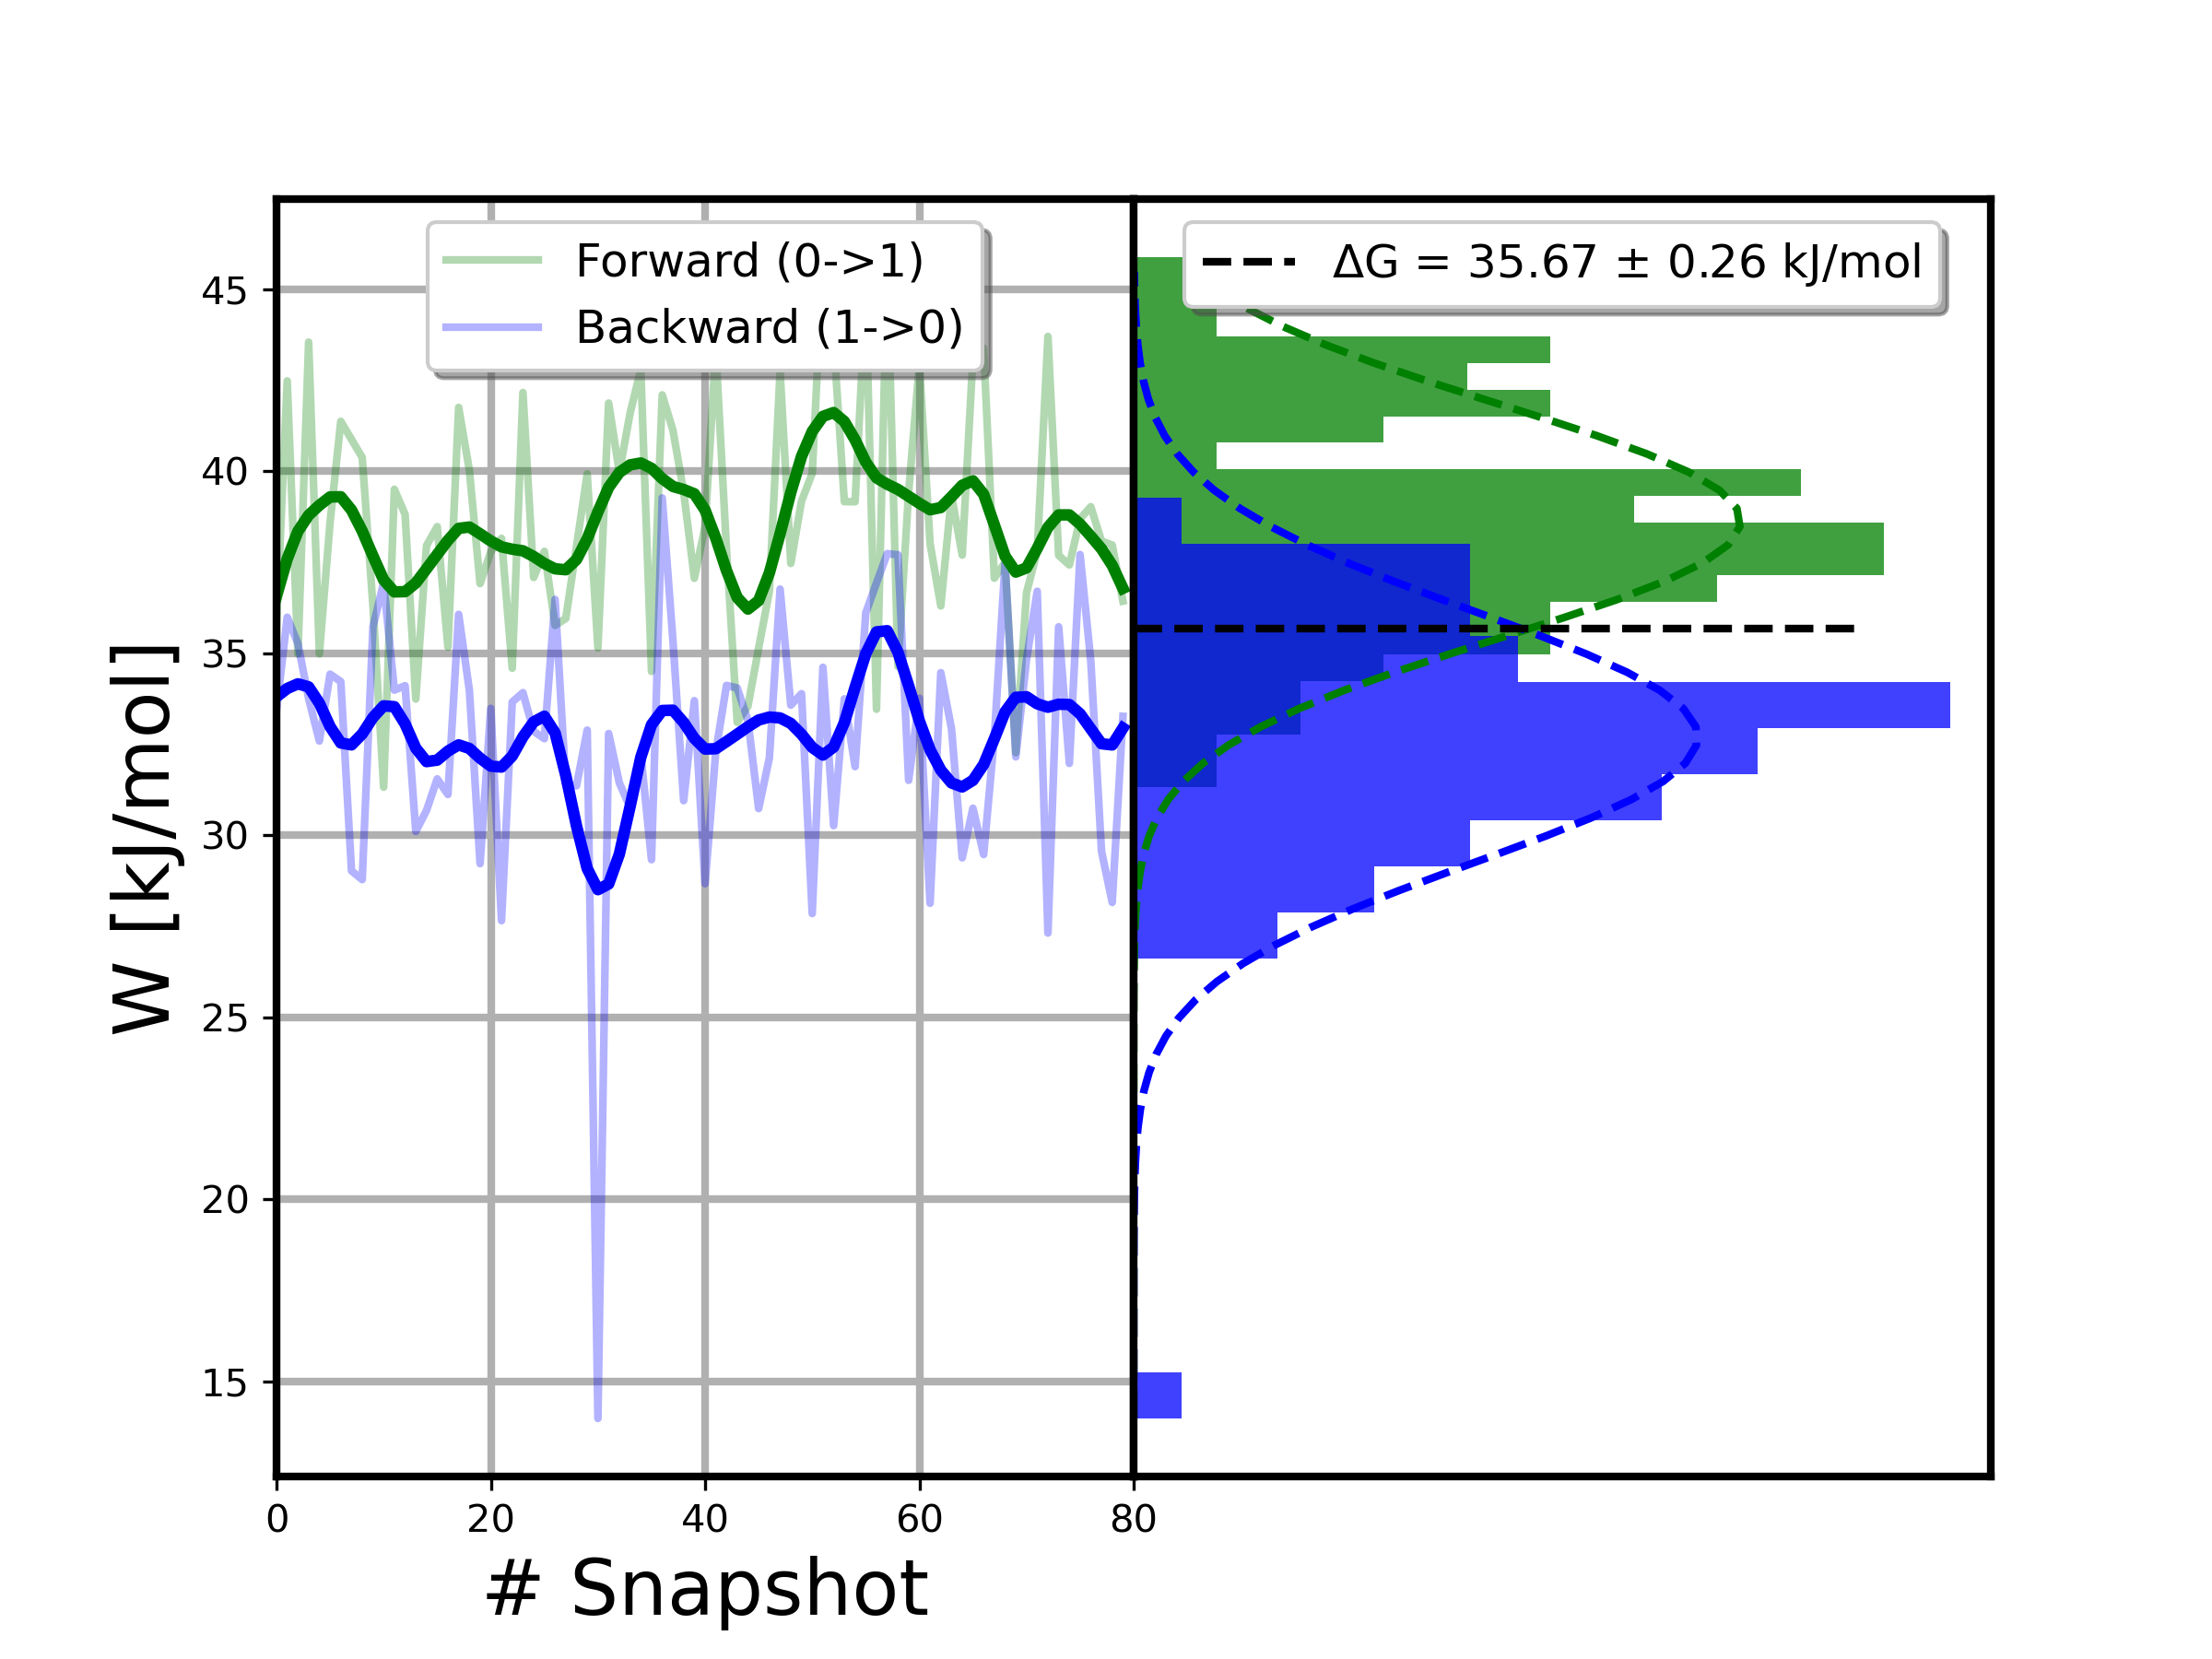 Forward (0->1)
Backward (1->0)
ΔG = 35.67 ± 0.26 kJ/mol
W [kJ/mol]
45
40
35
30
25
20
15
0
20
40
60
80
# Snapshot